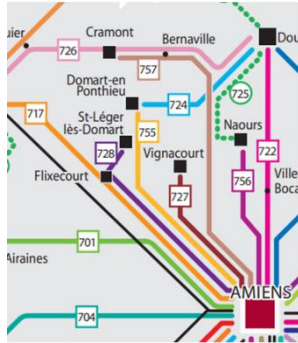 uier
Cramont
Bernaville
726
Dou
757
Domart-en
Ponthieu
724
725
717
St-Léger
lès-Domart
755
Naours
722
728
Vignacourt
Flixecourt
727
756
Ville
Boca
701
Airaines
AMIENS
704